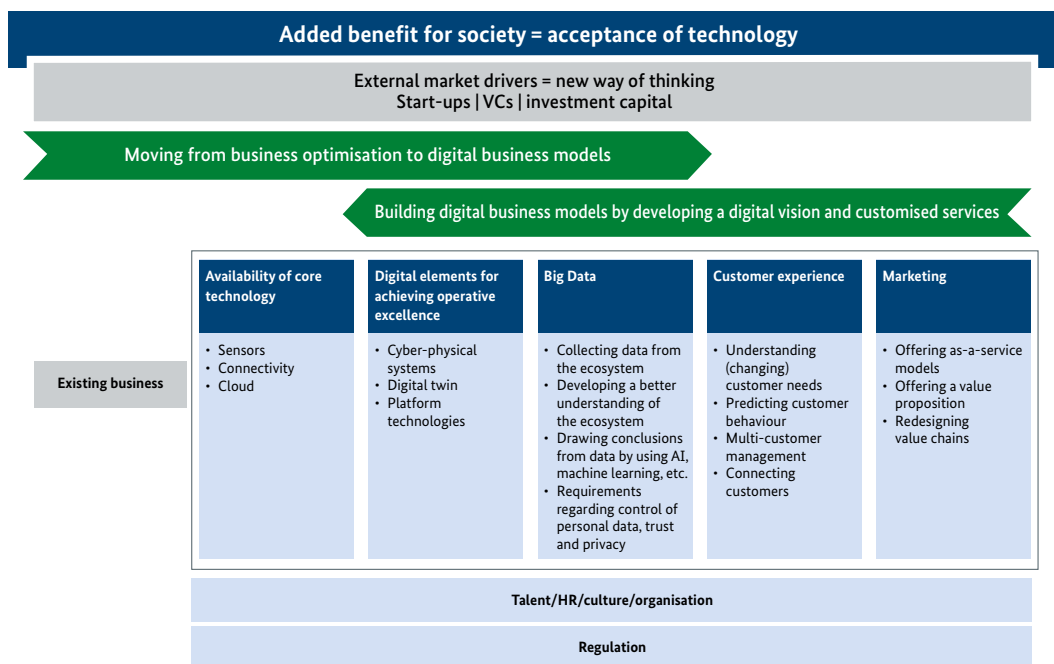 Added benefit for society = acceptance of technology
External market drivers = new way of thinking
Start-ups | VCs | investment capital
Moving from business optimisation to digital business models
Building digital business models by developing a digital vision and customised services
Existing business
Availability of core
technology
• Sensors
• Connectivity
• Cloud
Digital elements for
achieving operative
excellence
• Cyber-physical
systems
• Digital twin
• Platform
technologies
Big Data
• Collecting data from
the ecosystem
• Developing a better
understanding of
the ecosystem
• Drawing conclusions
from data by using AI,
machine learning, etc.
• Requirements
regarding control of
personal data, trust
and privacy
Customer experience
• Understanding
(changing)
customer needs
• Predicting customer
behaviour
• Multi-customer
management
• Connecting
customers
Marketing
• Offering as-a-service
models
• Offering a value
proposition
• Redesigning
value chains
Talent/HR/culture/organisation
Regulation